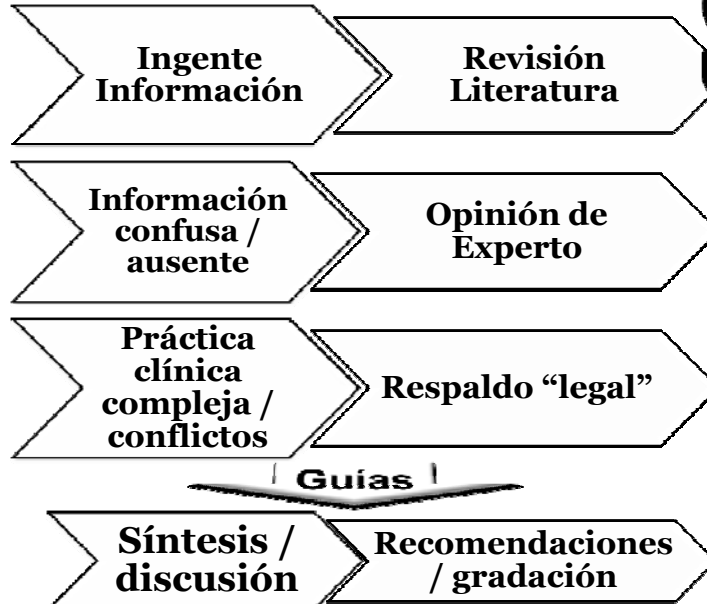 Ingente
Información
Revisión
Literatura
Información
confusa /
ausente
Opinión de
Experto
Práctica
clínica
compleja /
conflictos
Respaldo “legal”
Guías
Síntesis /
discusión
Recomendaciones
/ gradación